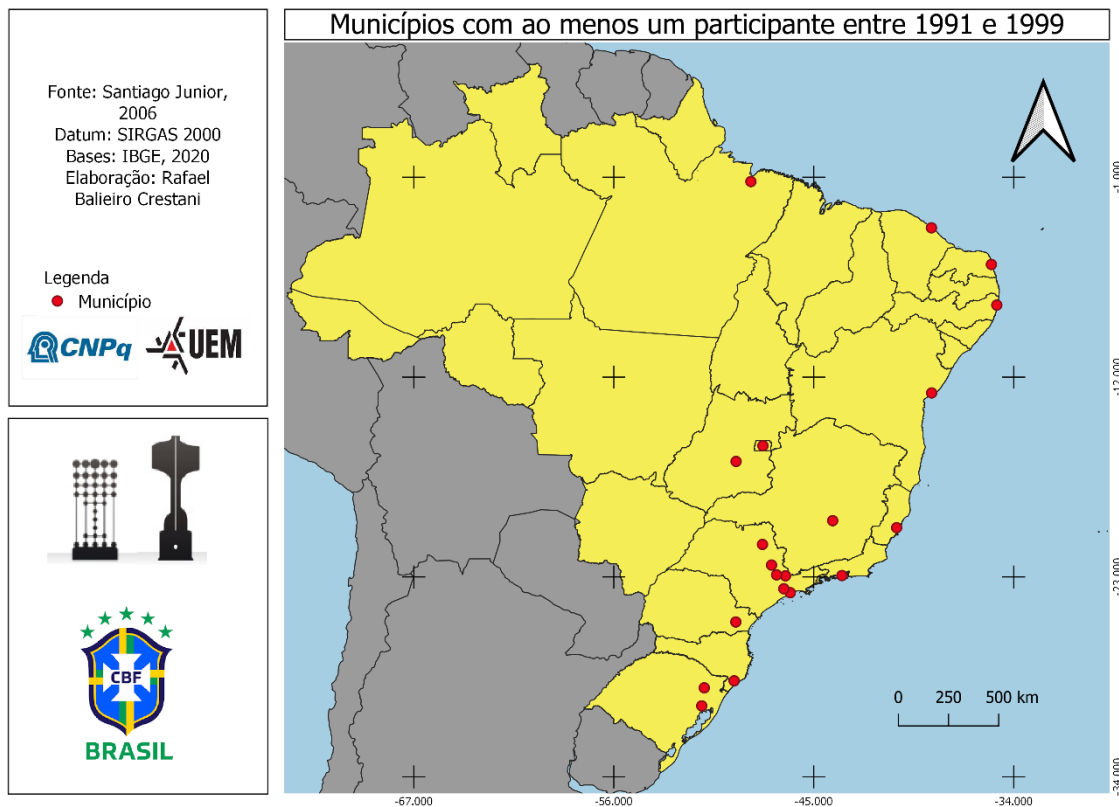 Municípios com ao menos um participante entre 1991 e 1999
Fonte: Santiago Junior,
2006
Datum: SIRGAS 2000
Bases: IBGE, 2020
Elaboração: Rafael
Balieiro Crestani
Legenda
Município
CNPq
UEM
CBF
BRASIL
0 250 500 km
-1.000
-12.000
-23.000
-34.000
-67.000
-56.000
-45.000
-34.000